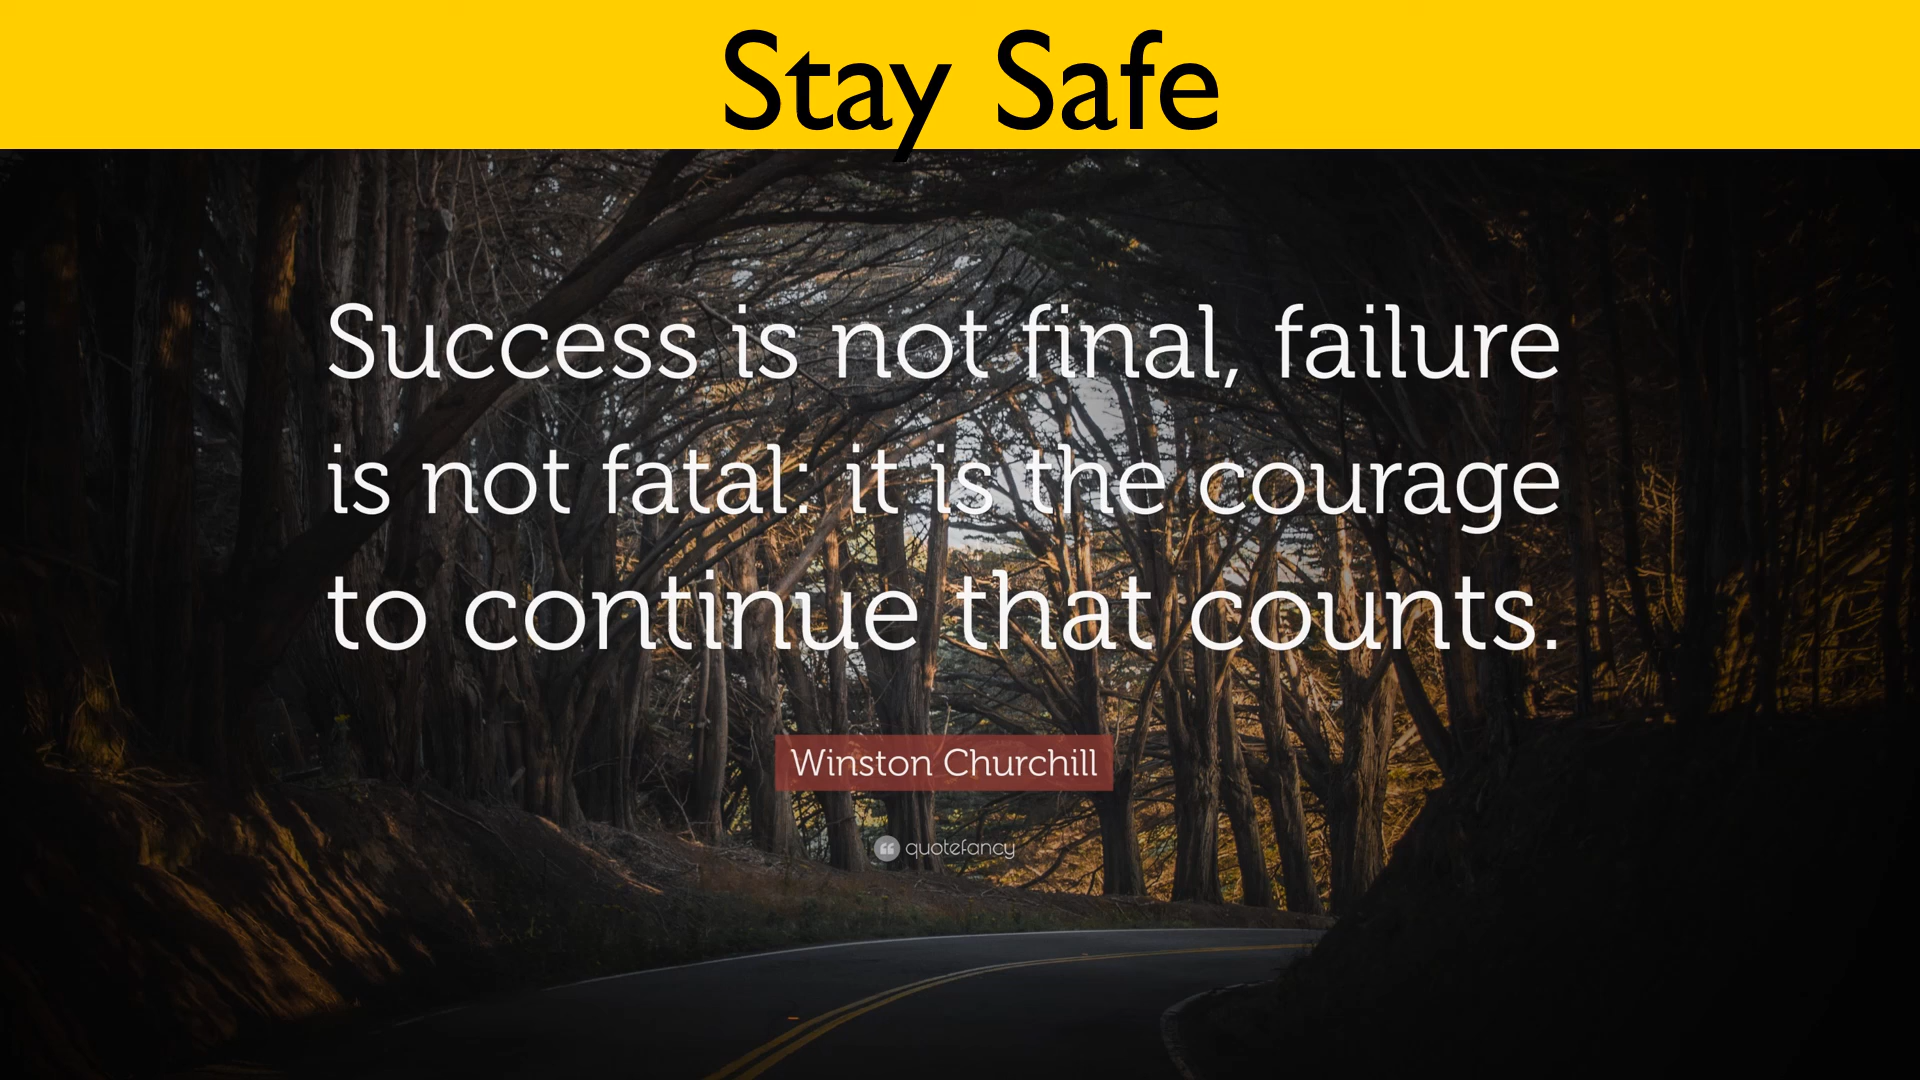 Stay Safe
Success is not final, failure
is not fatal: it is the courage
to continue that counts.
Winston Churchill
quotefancy